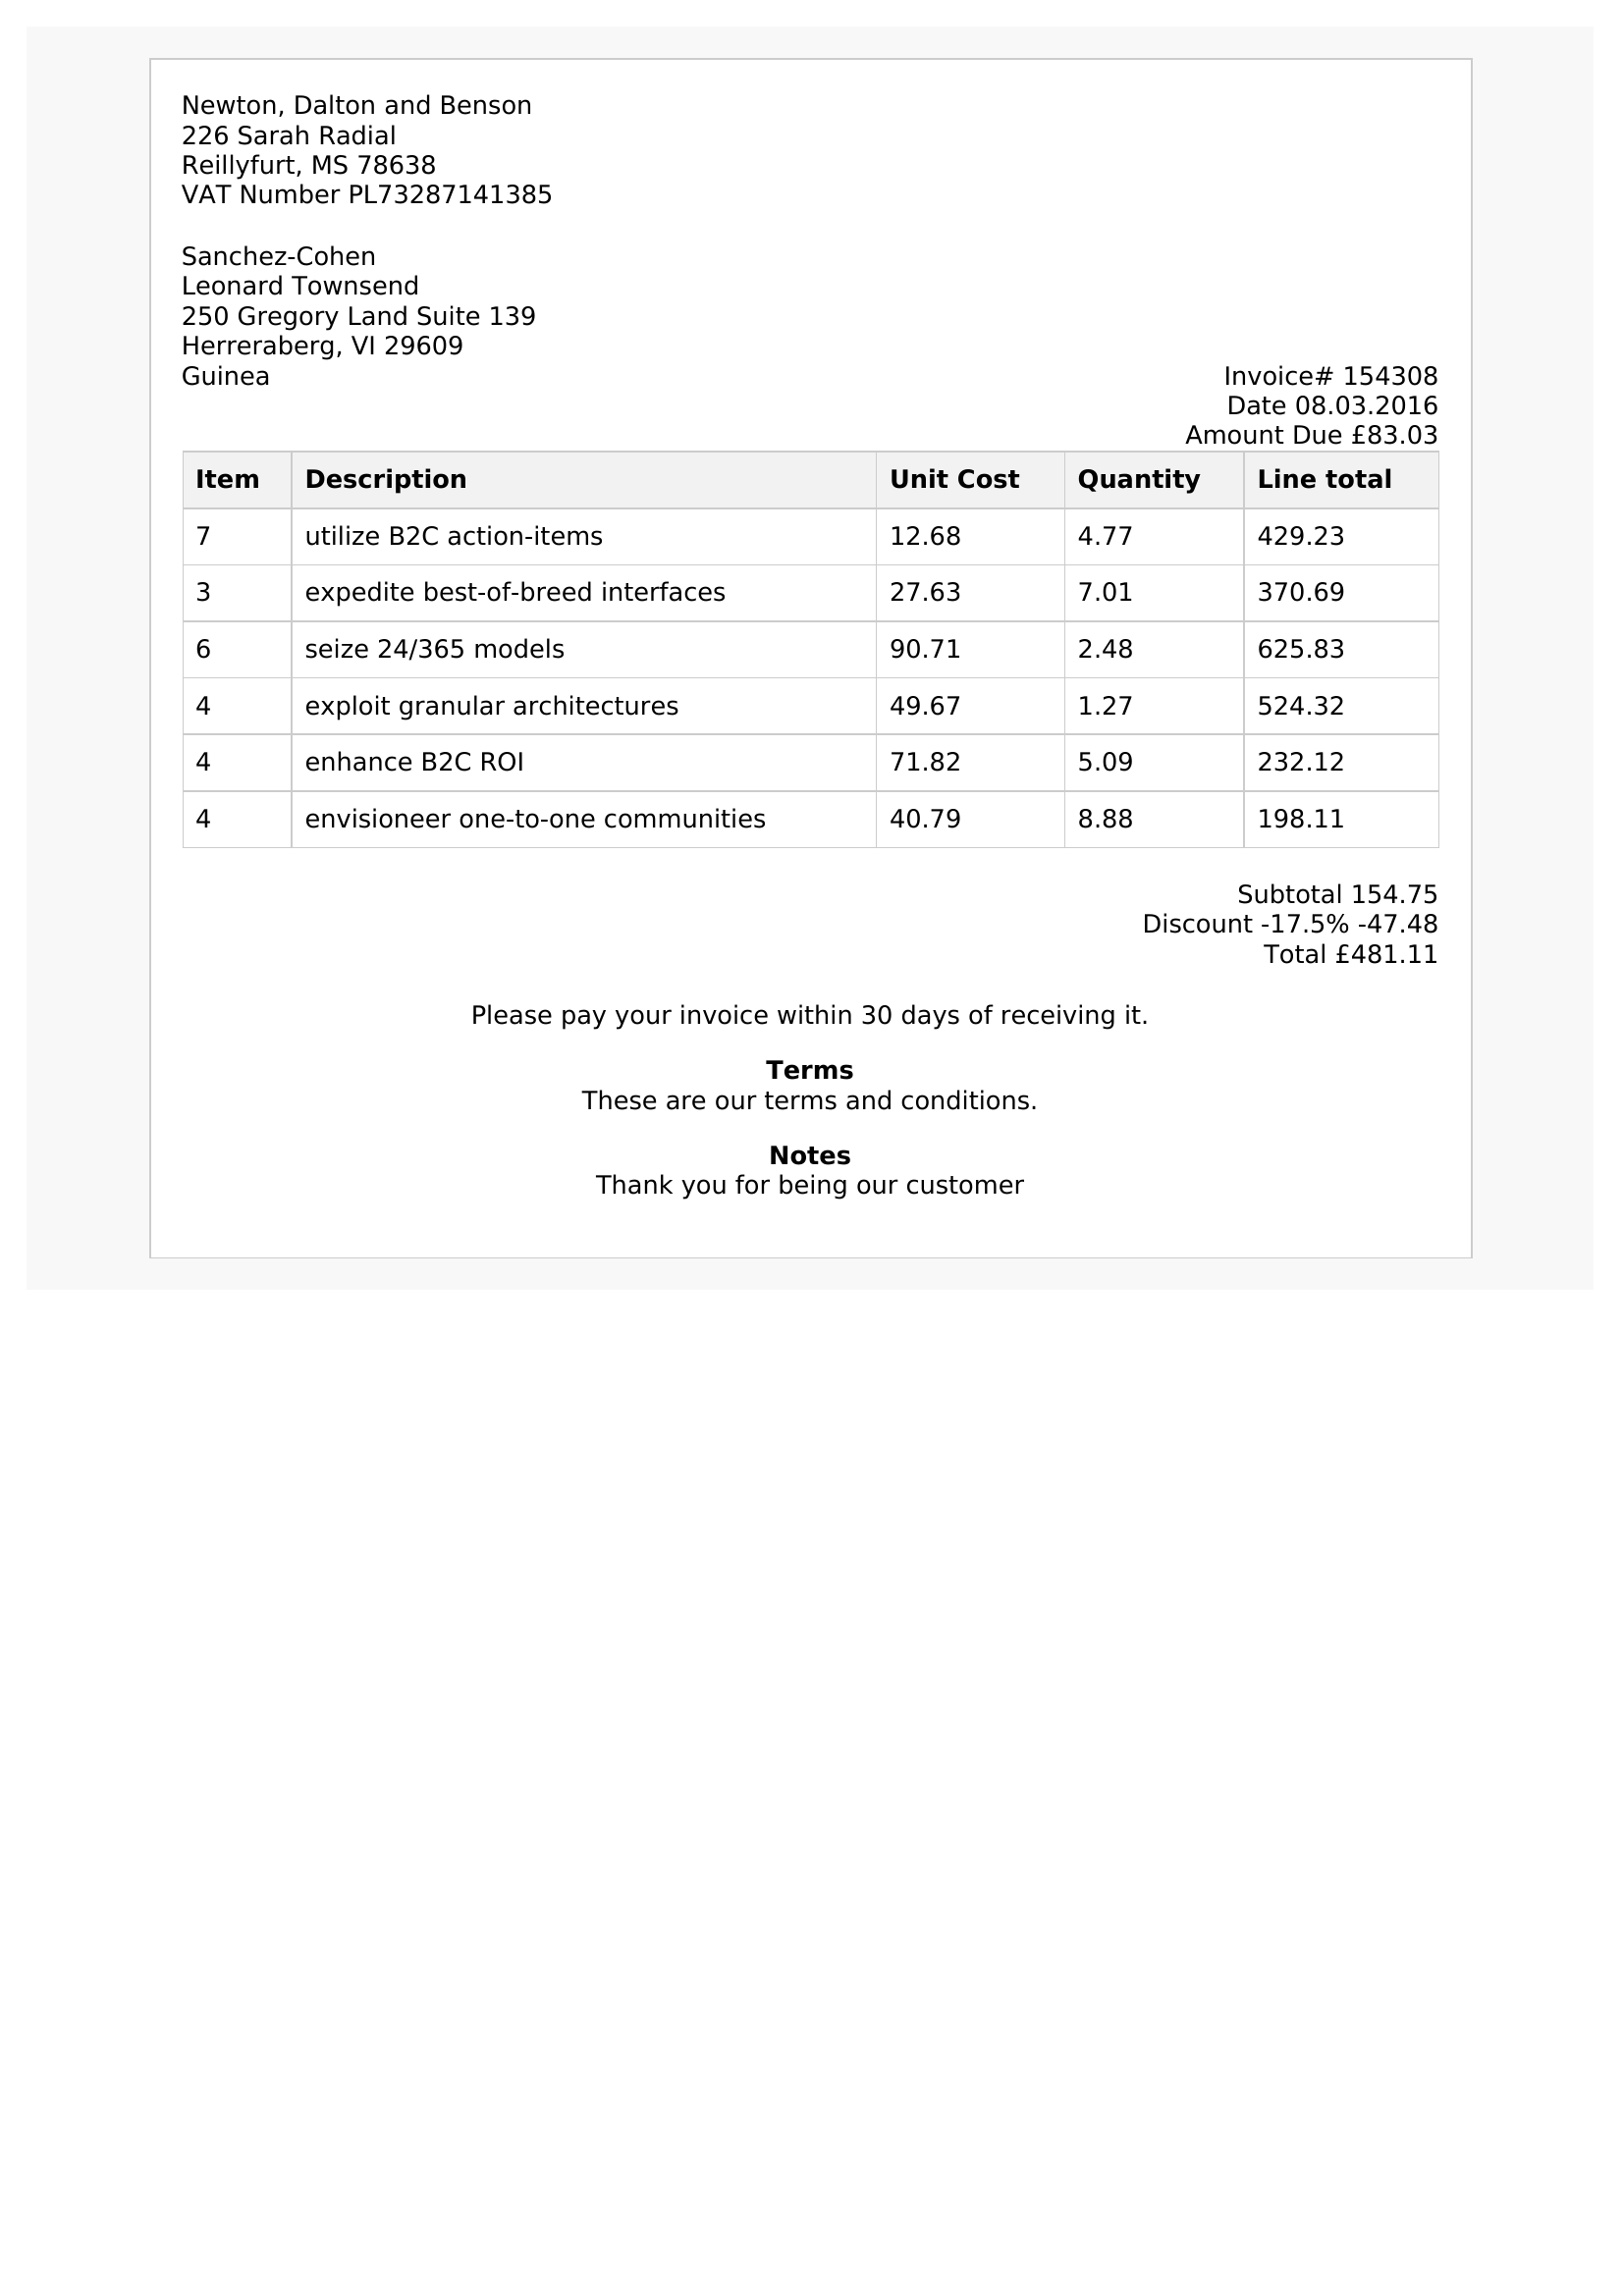 Newton, Dalton and Benson
226 Sarah Radial
Reillyfurt, MS 78638
VAT Number PL73287141385
Sanchez-Cohen
Leonard Townsend
250 Gregory Land Suite 139
Herreraberg, VI 29609
Guinea
Invoice# 154308
Date 08.03.2016
Amount Due £83.03
Item Description Unit Cost Quantity Line total
7 utilize B2C action-items 12.68 4.77 429.23
3 expedite best-of-breed interfaces 27.63 7.01 370.69
6 seize 24/365 models 90.71 2.48 625.83
4 exploit granular architectures 49.67 1.27 524.32
4 enhance B2C ROI 71.82 5.09 232.12
4 envisioneer one-to-one communities 40.79 8.88 198.11
Subtotal 154.75
Discount -17.5% -47.48
Total £481.11
Please pay your invoice within 30 days of receiving it.
Terms
These are our terms and conditions.
Notes
Thank you for being our customer